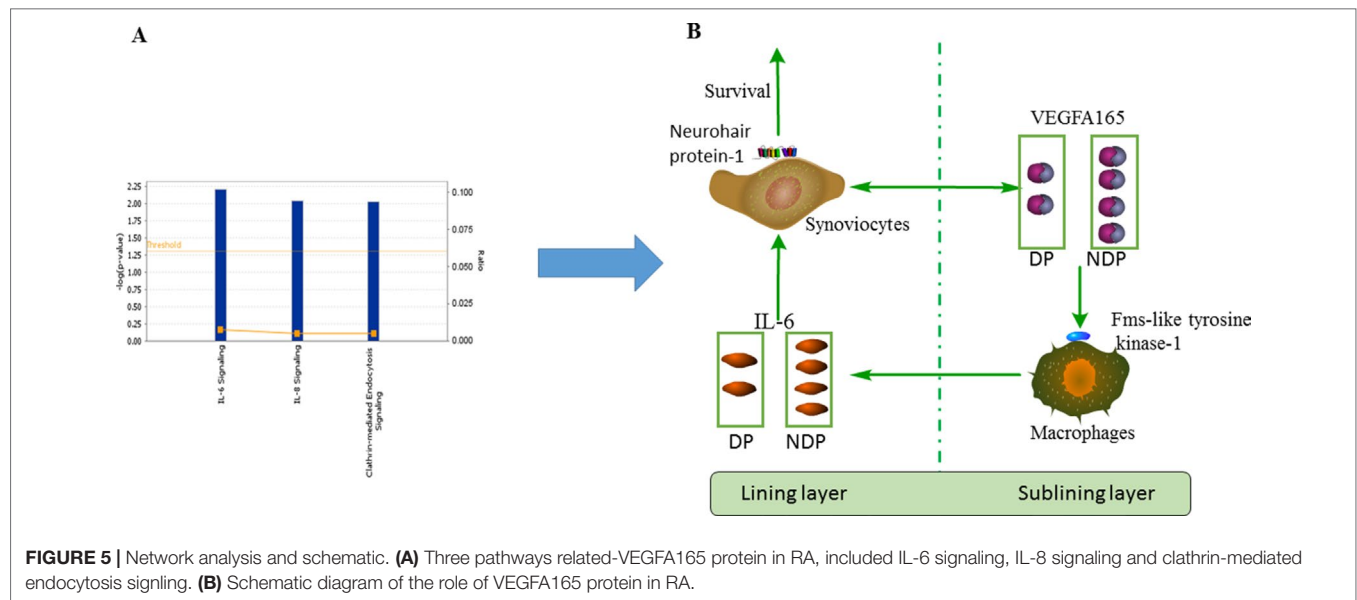 A
2.25
2.00
1.75
1.50
1.25
1.00
0.75
0.50
0.25
0.00
-log(p-value)
Threshold
0.100
0.075
0.050
0.025
0.000
Ratio
IL-6 Signaling
IL-8 Signaling
Clathrin-mediated Endocytosis
Signaling
B
Survival
Neurohair
protein-1
Synoviocytes
VEGFA165
DP
NDP
Fms-like tyrosine
kinase-1
Macrophages
IL-6
DP
NDP
Lining layer
Sublining layer
FIGURE 5 | Network analysis and schematic. (A) Three pathways related-VEGFA165 protein in RA, included IL-6 signaling, IL-8 signaling and clathrin-mediated
endocytosis signling. (B) Schematic diagram of the role of VEGFA165 protein in RA.